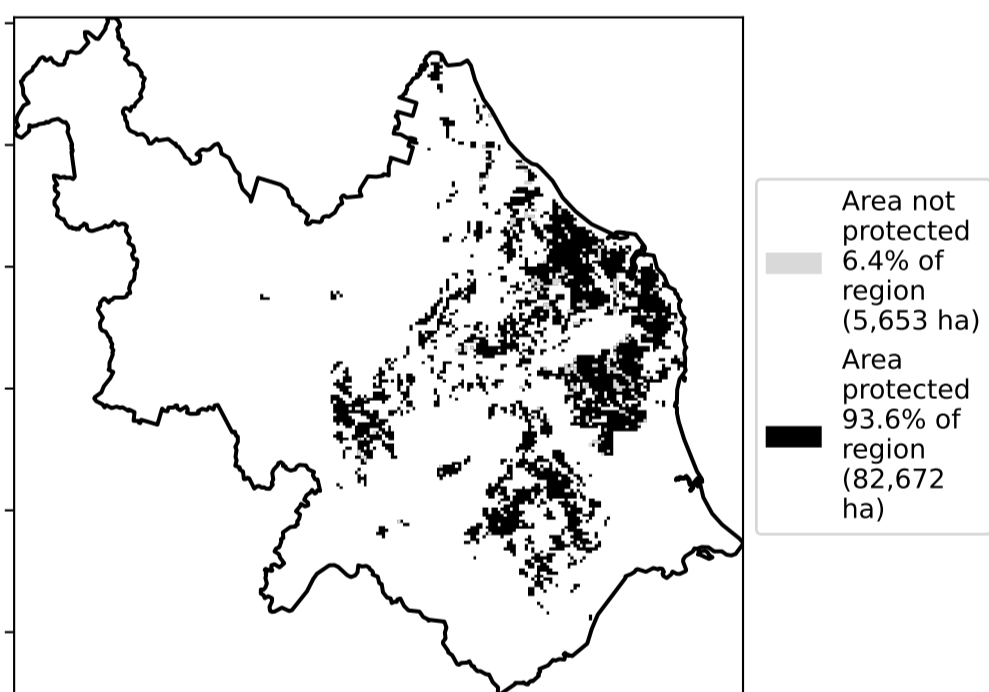 Area not
protected
6.4% of
region
(5,653 ha)
Area
protected
93.6% of
region
(82,672
ha)